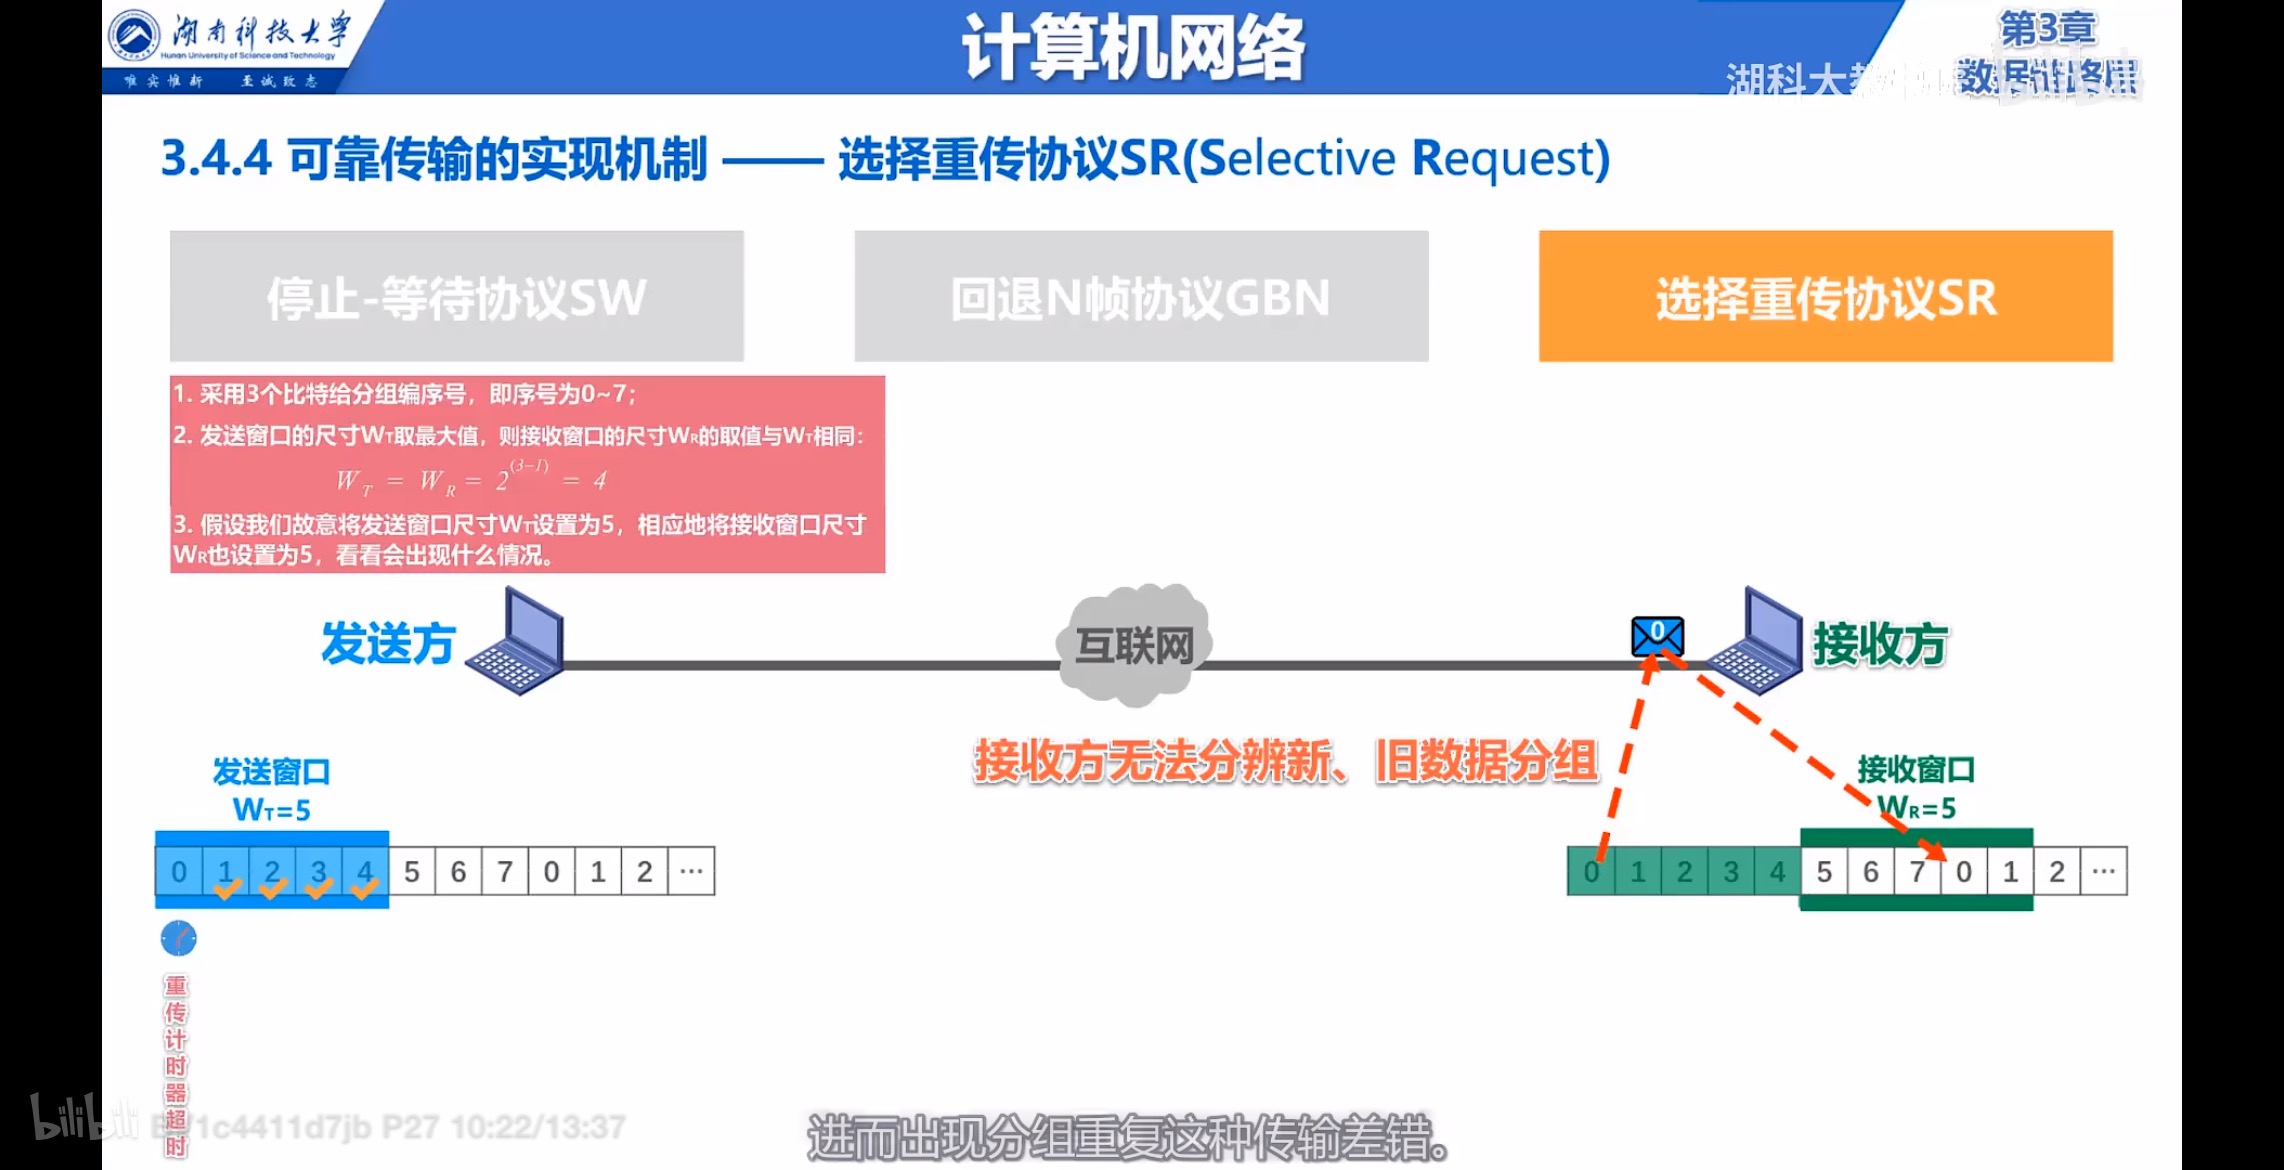 湖南科技大学
Hunan University of Science and Technology
唯实惟新 至诚致志
计算机网络
第3章
数据链路层
湖科大教
3.4.4 可靠传输的实现机制 —— 选择重传协议SR(Selective Request)
停止-等待协议SW
回退N帧协议GBN
选择重传协议SR
1. 采用3个比特给分组编序号，即序号为0~7；
2. 发送窗口的尺寸WT取最大值，则接收窗口的尺寸WR的取值与WT相同：
W_T = W_R = 2^(3-1) = 4
3. 假设我们故意将发送窗口尺寸WT设置为5，相应地将接收窗口尺寸
WR也设置为5，看看会出现什么情况。
发送方
互联网
0
接收方
接收方无法分辨新、旧数据分组
发送窗口
WT=5
0 1 2 3 4 5 6 7 0 1 2 ...
接收窗口
WR=5
0 1 2 3 4 5 6 7 0 1 2 ...
重传计时器超时
bilibili
1c4411d7jb P27 10:22/13:37
进而出现分组重复这种传输差错。